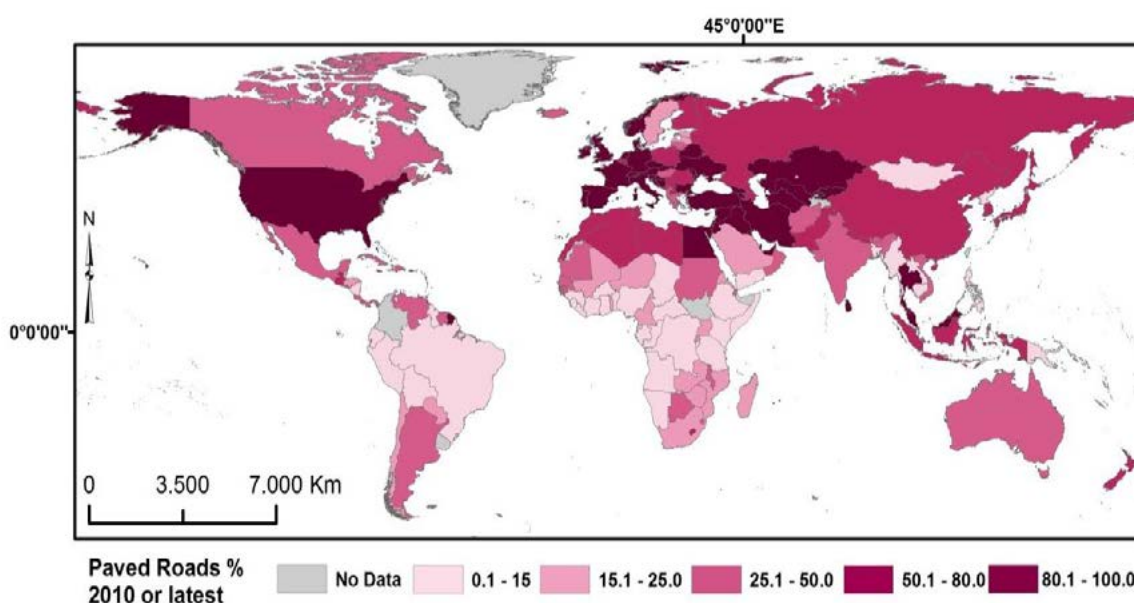 45°0'0"E
N
0°0'00"
0 3.500 7.000 Km
Paved Roads %
2010 or latest
No Data 0.1 - 15 15.1 - 25.0 25.1 - 50.0 50.1 - 80.0 80.1 - 100.0